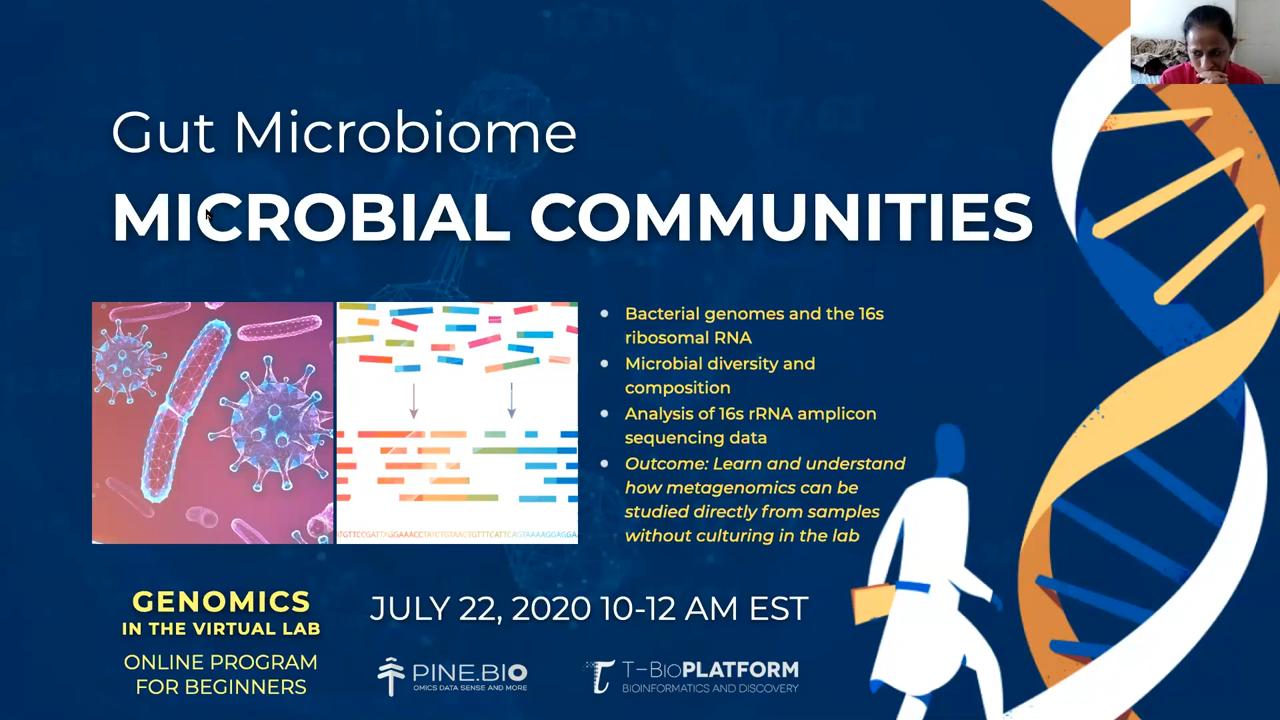 Gut Microbiome
MICROBIAL COMMUNITIES
Bacterial genomes and the 16s
ribosomal RNA
Microbial diversity and
composition
Analysis of 16s rRNA amplicon
sequencing data
Outcome: Learn and understand
how metagenomics can be
studied directly from samples
without culturing in the lab
GENOMICS
IN THE VIRTUAL LAB
ONLINE PROGRAM
FOR BEGINNERS
JULY 22, 2020 10-12 AM EST
PINE.BIO
OMICS DATA SENSE AND MORE
T-BioPLATFORM
BIOINFORMATICS AND DISCOVERY